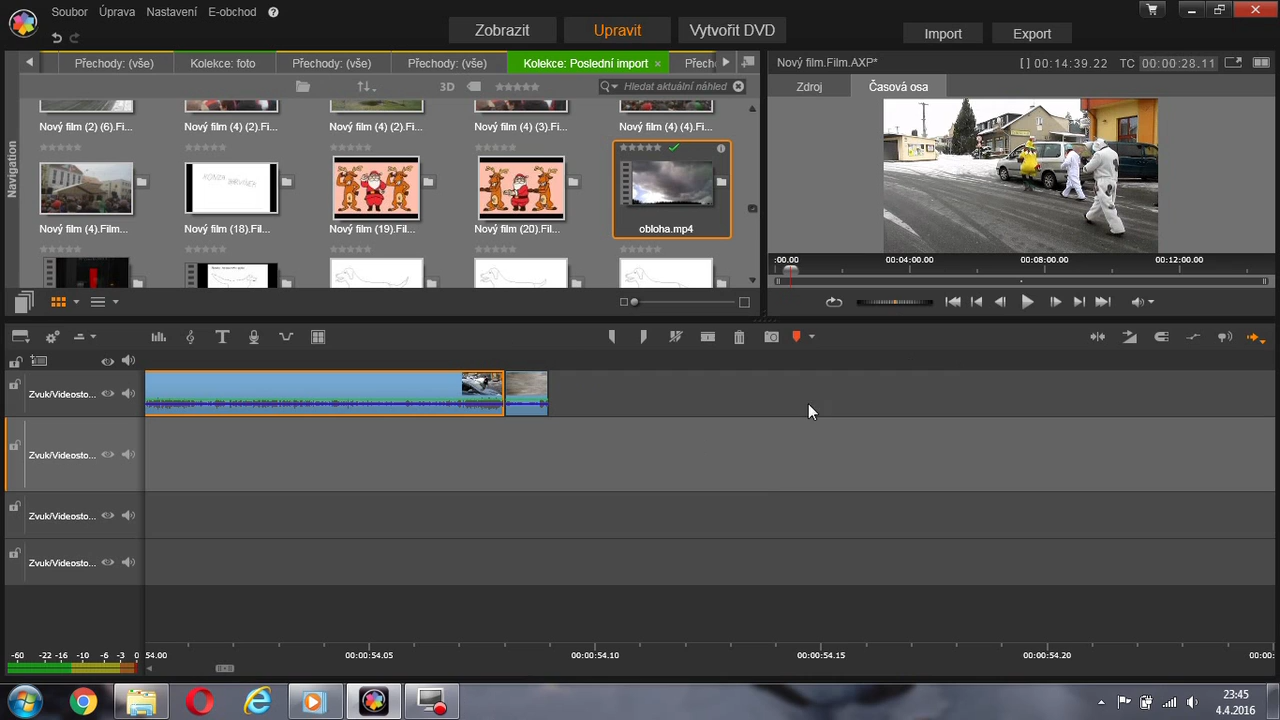 Soubor Úprava Nastavení E-obchod ?
Zobrazit Upravit Vytvořit DVD
Import Export
Přechody: (vše) Kolekce: foto Přechody: (vše) Přechody: (vše) Kolekce: Poslední import × Přech
Nový film.Film.AXP* [ ] 00:14:39.22 TC 00:00:28.11
3D Hledat aktuální náhled
Zdroj Časová osa
Navigation
Nový film (2) (6).Fi... Nový film (4) (2).Fi... Nový film (4) (2).Fi... Nový film (4) (3).Fi... Nový film (4) (4).Fi...
Nový film (4).Film... Nový film (18).Fil... Nový film (19).Fil... Nový film (20).Fil... obloha.mp4
:00.00 00:04:00.00 00:08:00.00 00:12:00.00
Zvuk/Videosto...
Zvuk/Videosto...
Zvuk/Videosto...
Zvuk/Videosto...
-60 -22 -16 -10 -6 -3 0 :54.00 00:00:54.05 00:00:54.10 00:00:54.15 00:00:54.20 00:00:
23:45
4.4.2016